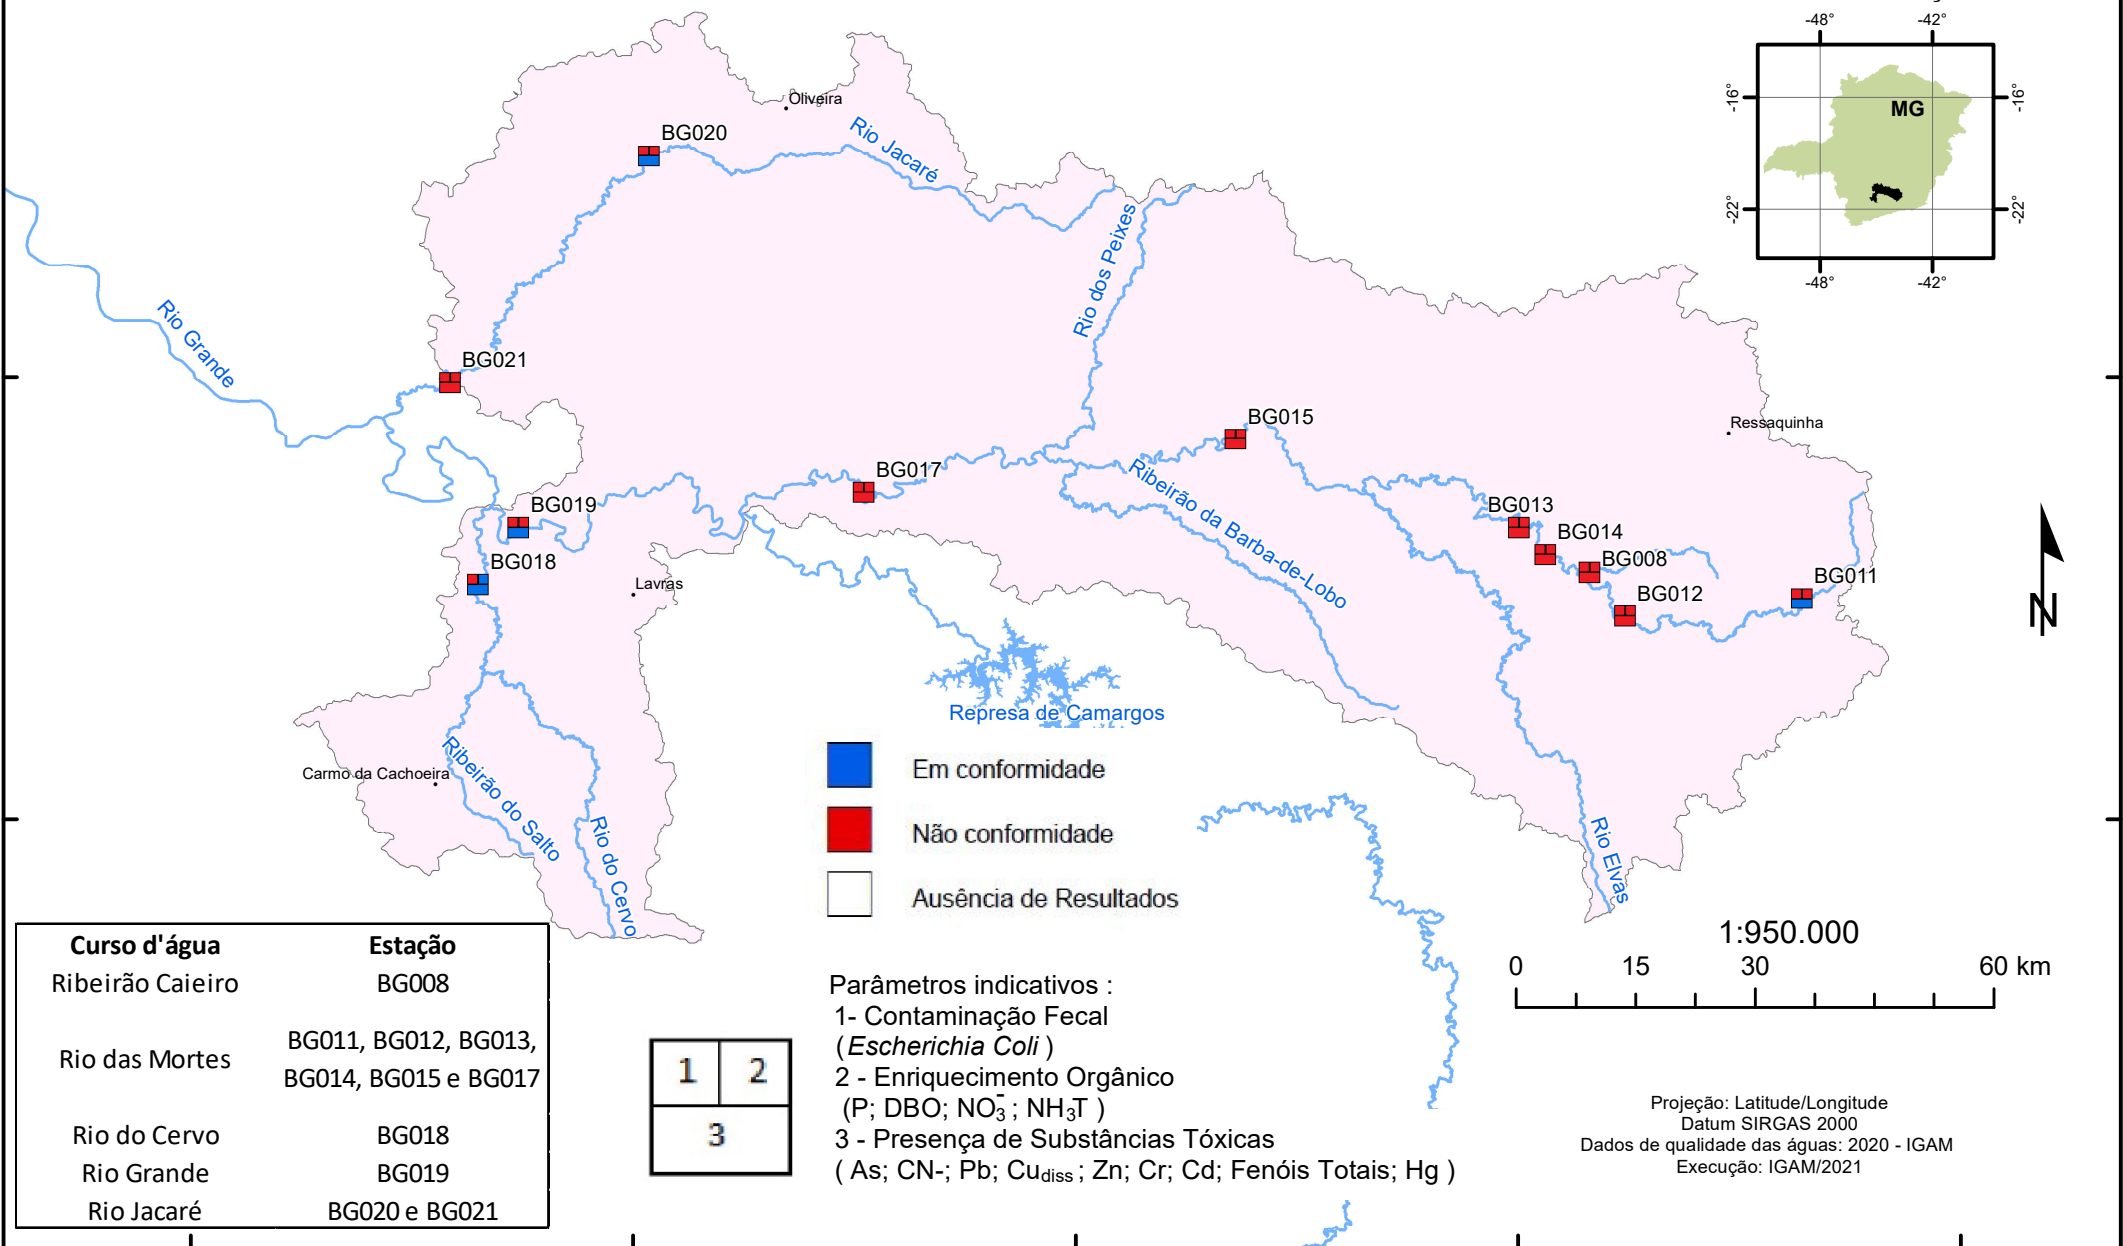 -48°
-42°
-16°
-16°
MG
-22°
-22°
-48°
-42°
Oliveira
BG020
Rio Jacaré
Rio dos Peixes
Rio Grande
BG021
BG015
Ressaquinha
BG017
Ribeirão da Barba-de-Lobo
BG019
BG013
BG014
BG018
BG008
BG011
Lavras
BG012
N
Represa de Camargos
Ribeirão do Salto
Carmo da Cachoeira
Rio do Cervo
Rio Elvas
Em conformidade
Não conformidade
Ausência de Resultados
1:950.000
0 15 30 60 km
Curso d'água Estação
Ribeirão Caieiro BG008
Rio das Mortes BG011, BG012, BG013,
BG014, BG015 e BG017
Rio do Cervo BG018
Rio Grande BG019
Rio Jacaré BG020 e BG021
1 2
3
Parâmetros indicativos :
1- Contaminação Fecal
(Escherichia Coli )
2 - Enriquecimento Orgânico
(P; DBO; NO₃⁻; NH₃T )
3 - Presença de Substâncias Tóxicas
( As; CN-; Pb; Cudiss ; Zn; Cr; Cd; Fenóis Totais; Hg )
Projeção: Latitude/Longitude
Datum SIRGAS 2000
Dados de qualidade das águas: 2020 - IGAM
Execução: IGAM/2021